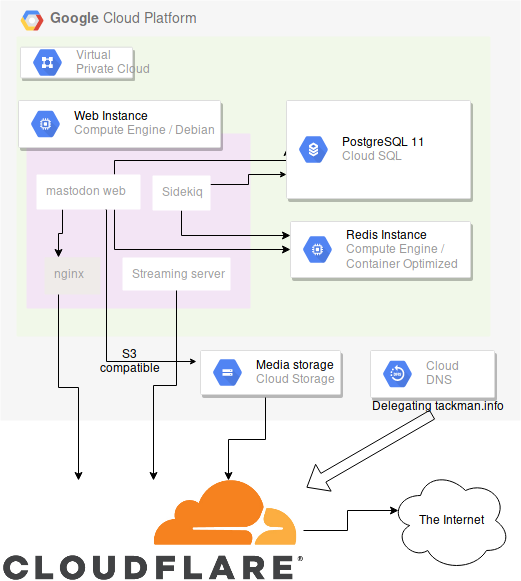 Google Cloud Platform
Virtual
Private Cloud
Web Instance
Compute Engine / Debian
PostgreSQL 11
Cloud SQL
mastodon web
Sidekiq
Redis Instance
Compute Engine /
Container Optimized
nginx
Streaming server
S3
compatible
Media storage
Cloud Storage
Cloud
DNS
DNS
Delegating tackman.info
The Internet
CLOUDFLARE®